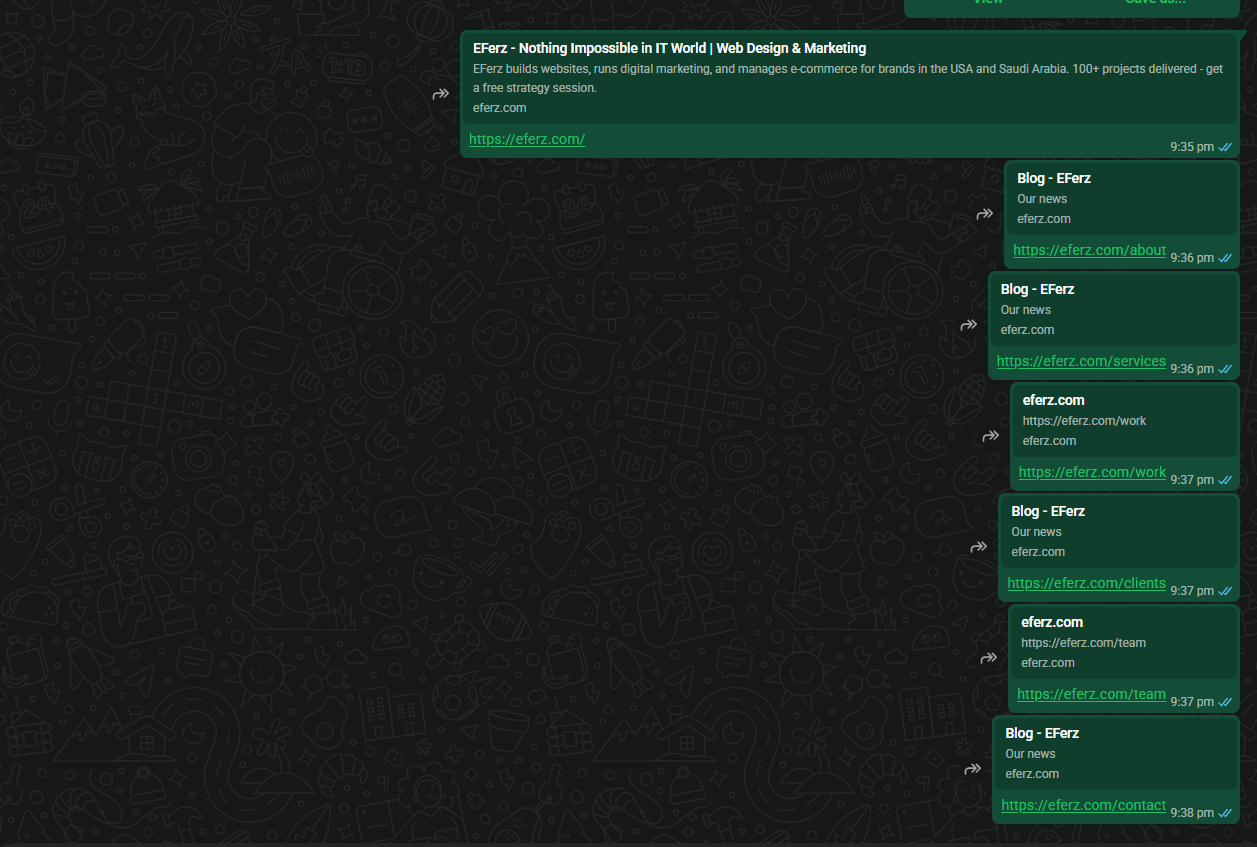 View Save as...
EFerz - Nothing Impossible in IT World | Web Design & Marketing
EFerz builds websites, runs digital marketing, and manages e-commerce for brands in the USA and Saudi Arabia. 100+ projects delivered - get
a free strategy session.
eferz.com
https://eferz.com/
9:35 pm
Blog - EFerz
Our news
eferz.com
https://eferz.com/about 9:36 pm
Blog - EFerz
Our news
eferz.com
https://eferz.com/services 9:36 pm
eferz.com
https://eferz.com/work
eferz.com
https://eferz.com/work 9:37 pm
Blog - EFerz
Our news
eferz.com
https://eferz.com/clients 9:37 pm
eferz.com
https://eferz.com/team
eferz.com
https://eferz.com/team 9:37 pm
Blog - EFerz
Our news
eferz.com
https://eferz.com/contact 9:38 pm